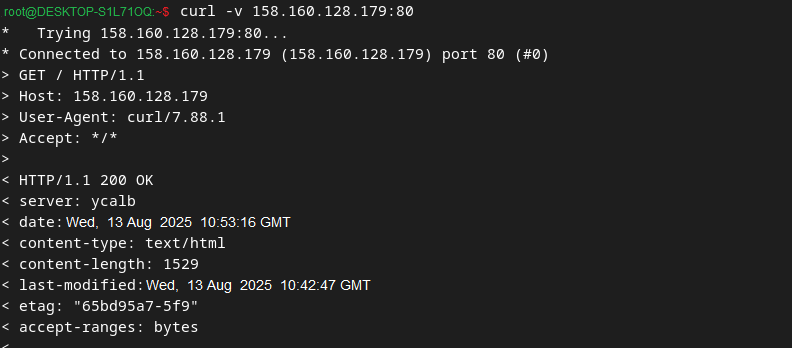 root@DESKTOP-S1L71OQ:~$ curl -v 158.160.128.179:80
*   Trying 158.160.128.179:80...
* Connected to 158.160.128.179 (158.160.128.179) port 80 (#0)
> GET / HTTP/1.1
> Host: 158.160.128.179
> User-Agent: curl/7.88.1
> Accept: */*
>
< HTTP/1.1 200 OK
< server: ycalb
< date: Wed, 13 Aug 2025 10:53:16 GMT
< content-type: text/html
< content-length: 1529
< last-modified: Wed, 13 Aug 2025 10:42:47 GMT
< etag: "65bd95a7-5f9"
< accept-ranges: bytes
<